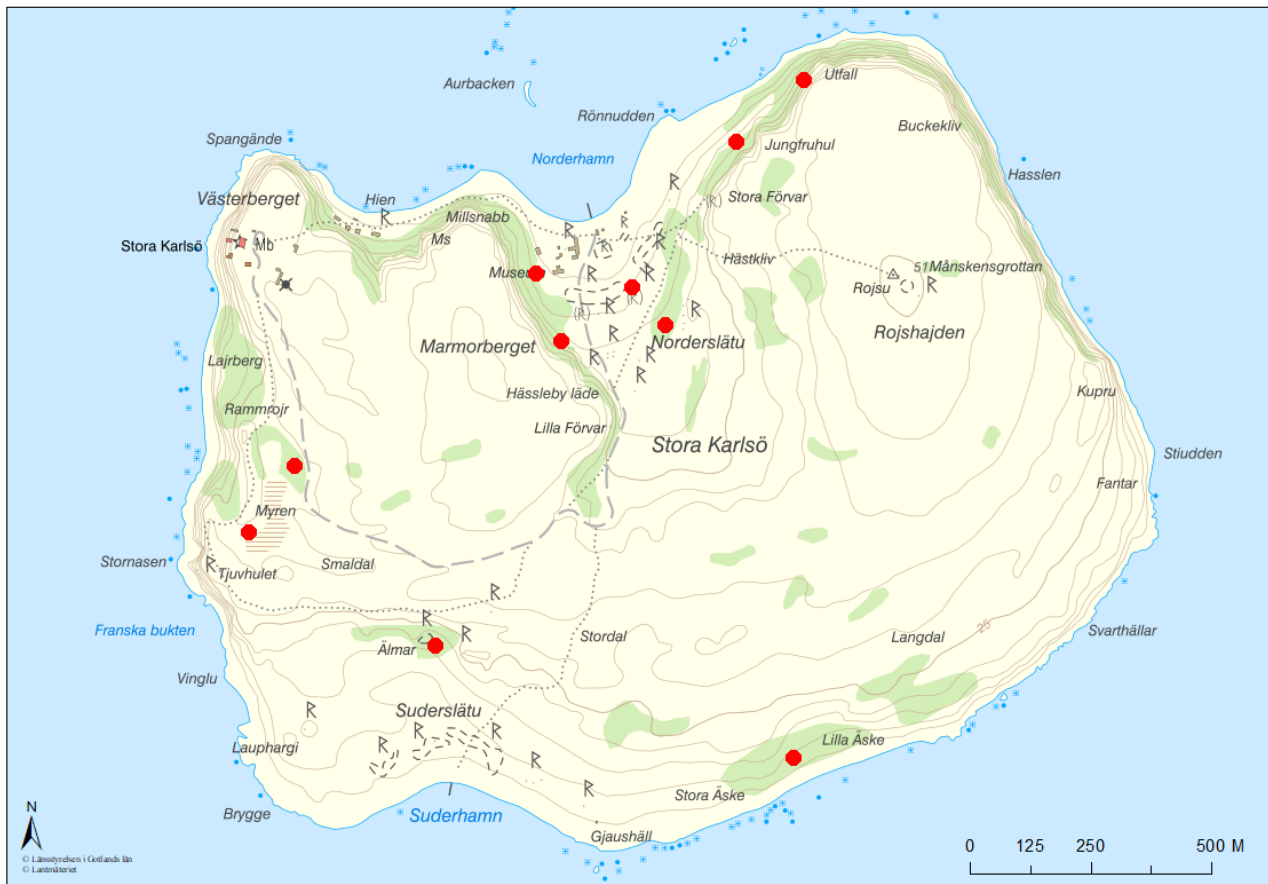 Utfall
Aurbacken
Rönnudden
Buckekliv
Spangände
Jungfruhul
Norderhamn
Hasslen
Västerberget
Hien
Stora Förvar
(R)
Millsnabb
Stora Karlsö
Mb
Ms
Hästkliv
Museu
51
Månskensgrottan
Rojsu
(R)
(R)
Rojshajden
Norderslätu
Marmorberget
Lajrberg
Hässleby läde
Kupru
Rammrojr
Lilla Förvar
Stora Karlsö
Stiudden
Fantar
Myren
Stornasen
Tjuvhulet
Smaldal
Franska bukten
Stordal
Langdal
25
Svarthällar
Älmar
Vinglu
Suderslätu
Lauphargi
Lilla Äske
Stora Äske
Brygge
Suderhamn
Gjaushäll
N
© Länsstyrelsen i Gotlands län
© Lantmäteriet
0 125 250 500 M